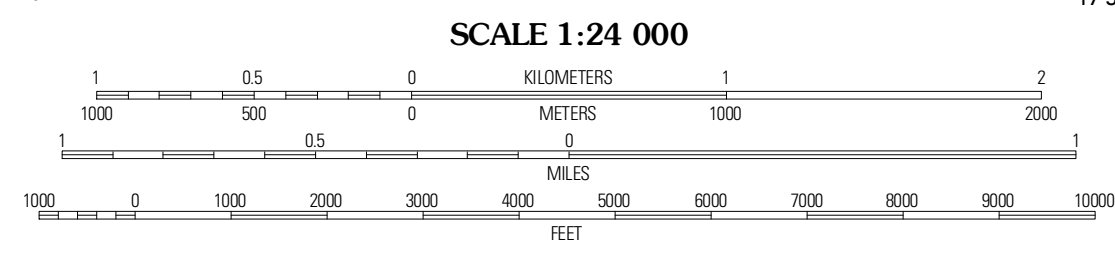 SCALE 1:24 000
1 0.5 0 KILOMETERS 1 2
1000 500 0 METERS 1000 2000
1 0.5 0 1
MILES
1000 0 1000 2000 3000 4000 5000 6000 7000 8000 9000 10000
FEET